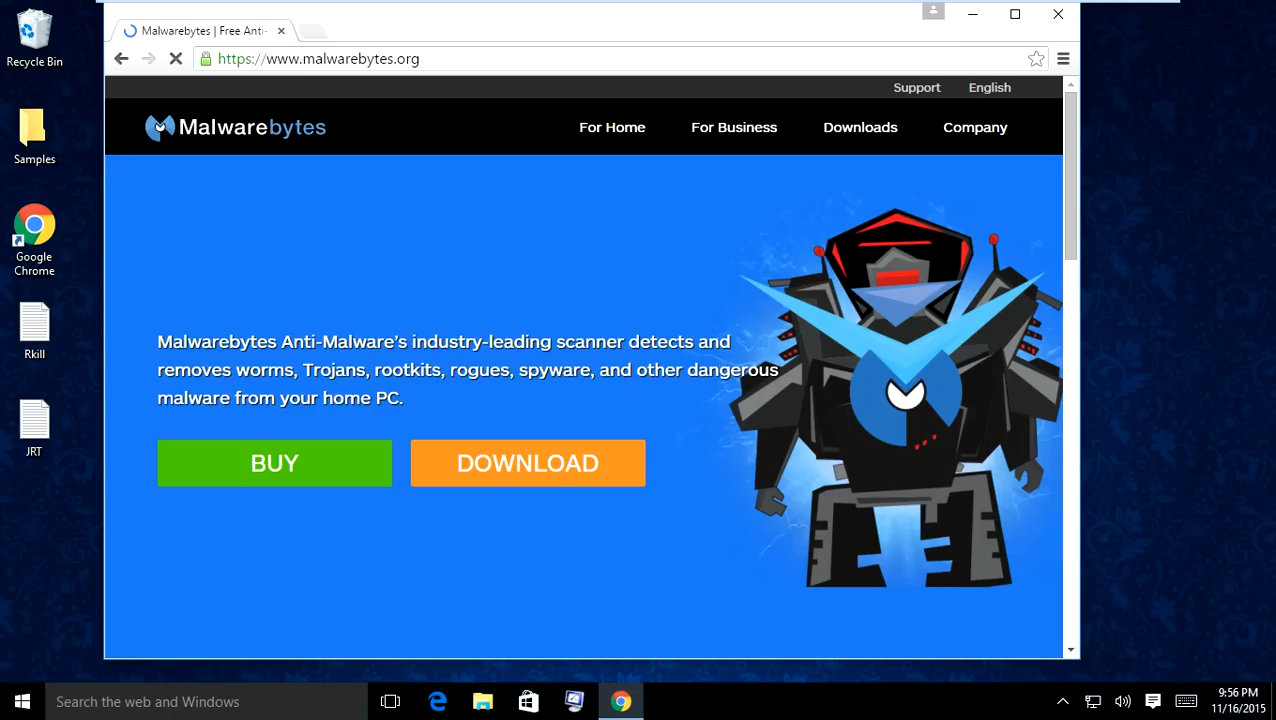 Recycle Bin
Samples
Google
Chrome
Rkill
JRT
Malwarebytes | Free Anti-
https://www.malwarebytes.org
Support English
Malwarebytes For Home For Business Downloads Company
Malwarebytes Anti-Malware's industry-leading scanner detects and
removes worms, Trojans, rootkits, rogues, spyware, and other dangerous
malware from your home PC.
BUY DOWNLOAD
Search the web and Windows
9:56 PM
11/16/2015